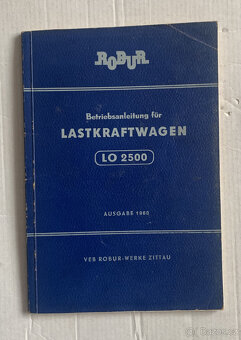 ROBUR
Betriebsanleitung für
LASTKRAFTWAGEN
LO 2500
AUSGABE 1960
VEB ROBUR-WERKE ZITTAU